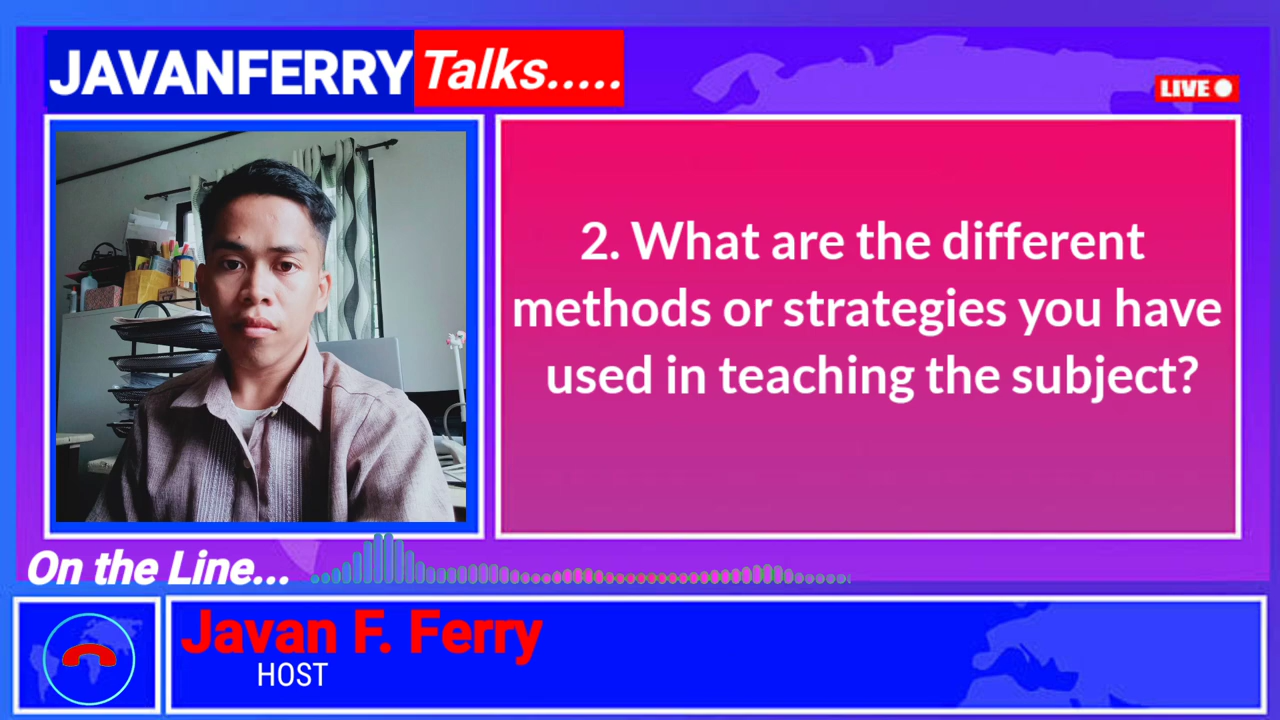 JAVANFERRY Talks.....
LIVE
2. What are the different
methods or strategies you have
used in teaching the subject?
On the Line...
Javan F. Ferry
HOST